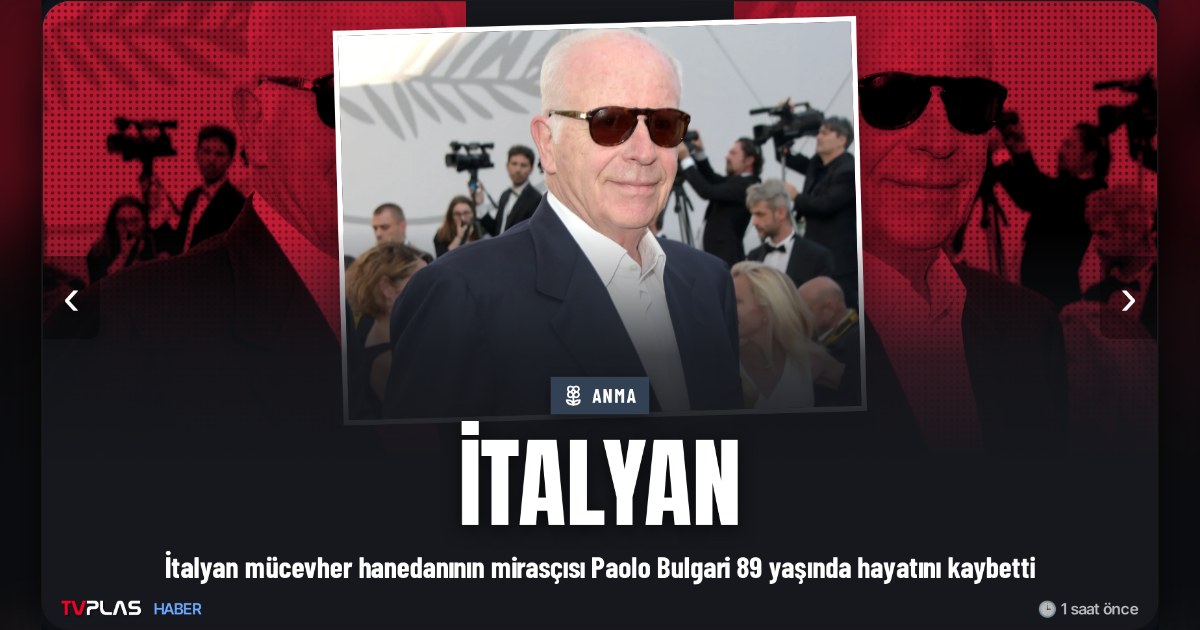 ANMA
İTALYAN
İtalyan mücevher hanedanının mirasçısı Paolo Bulgari 89 yaşında hayatını kaybetti
TVPLAS HABER
1 saat önce